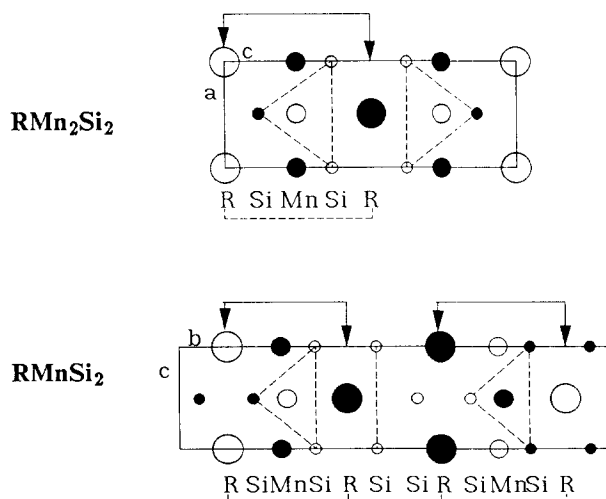 c
a
RMn₂Si₂
R Si Mn Si R
b
c
RMnSi₂
R SiMnSi R Si Si R SiMnSi R